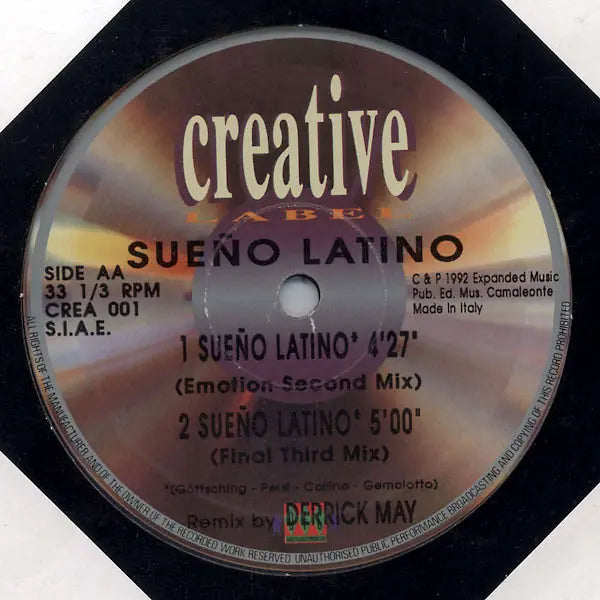 creative
LABEL
SUEÑO LATINO
SIDE AA
33 1/3 RPM
CREA 001
S.I.A.E.
C & P 1992 Expanded Music
Pub. Ed. Mus. Camaleonte
Made in Italy
1 SUEÑO LATINO* 4'27"
(Emotion Second Mix)
2 SUEÑO LATINO* 5'00"
(Final Third Mix)
*(Göttsching - Persi - Collino - Gemolotto)
Remix by DERRICK MAY
ALL RIGHTS OF THE MANUFACTURER AND OF THE OWNER OF THE RECORDED WORK RESERVED UNAUTHORISED PUBLIC PERFORMANCE BROADCASTING AND COPYING OF THIS RECORD PROHIBITED